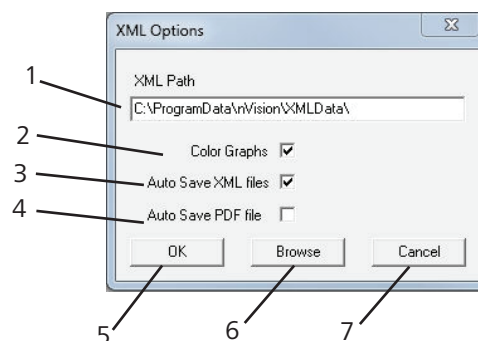 XML Options
XML Path
1
C:\ProgramData\nVision\XMLData\
2
Color Graphs
3
Auto Save XML files
4
Auto Save PDF file
OK Browse Cancel
5 6 7